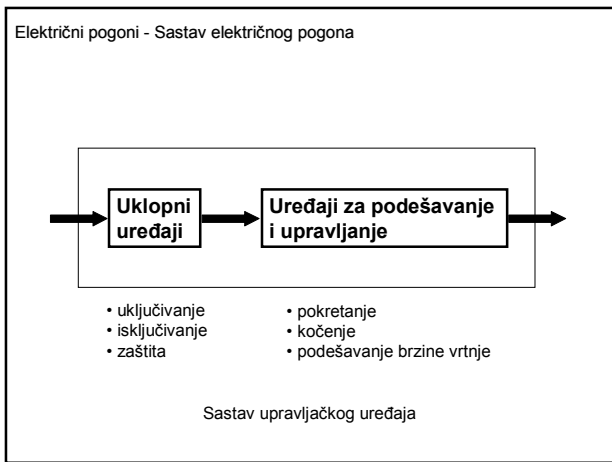 Električni pogoni - Sastav električnog pogona
Uklopni
uređaji
Uređaji za podešavanje
i upravljanje
• uključivanje
• isključivanje
• zaštita
• pokretanje
• kočenje
• podešavanje brzine vrtnje
Sastav upravljačkog uređaja